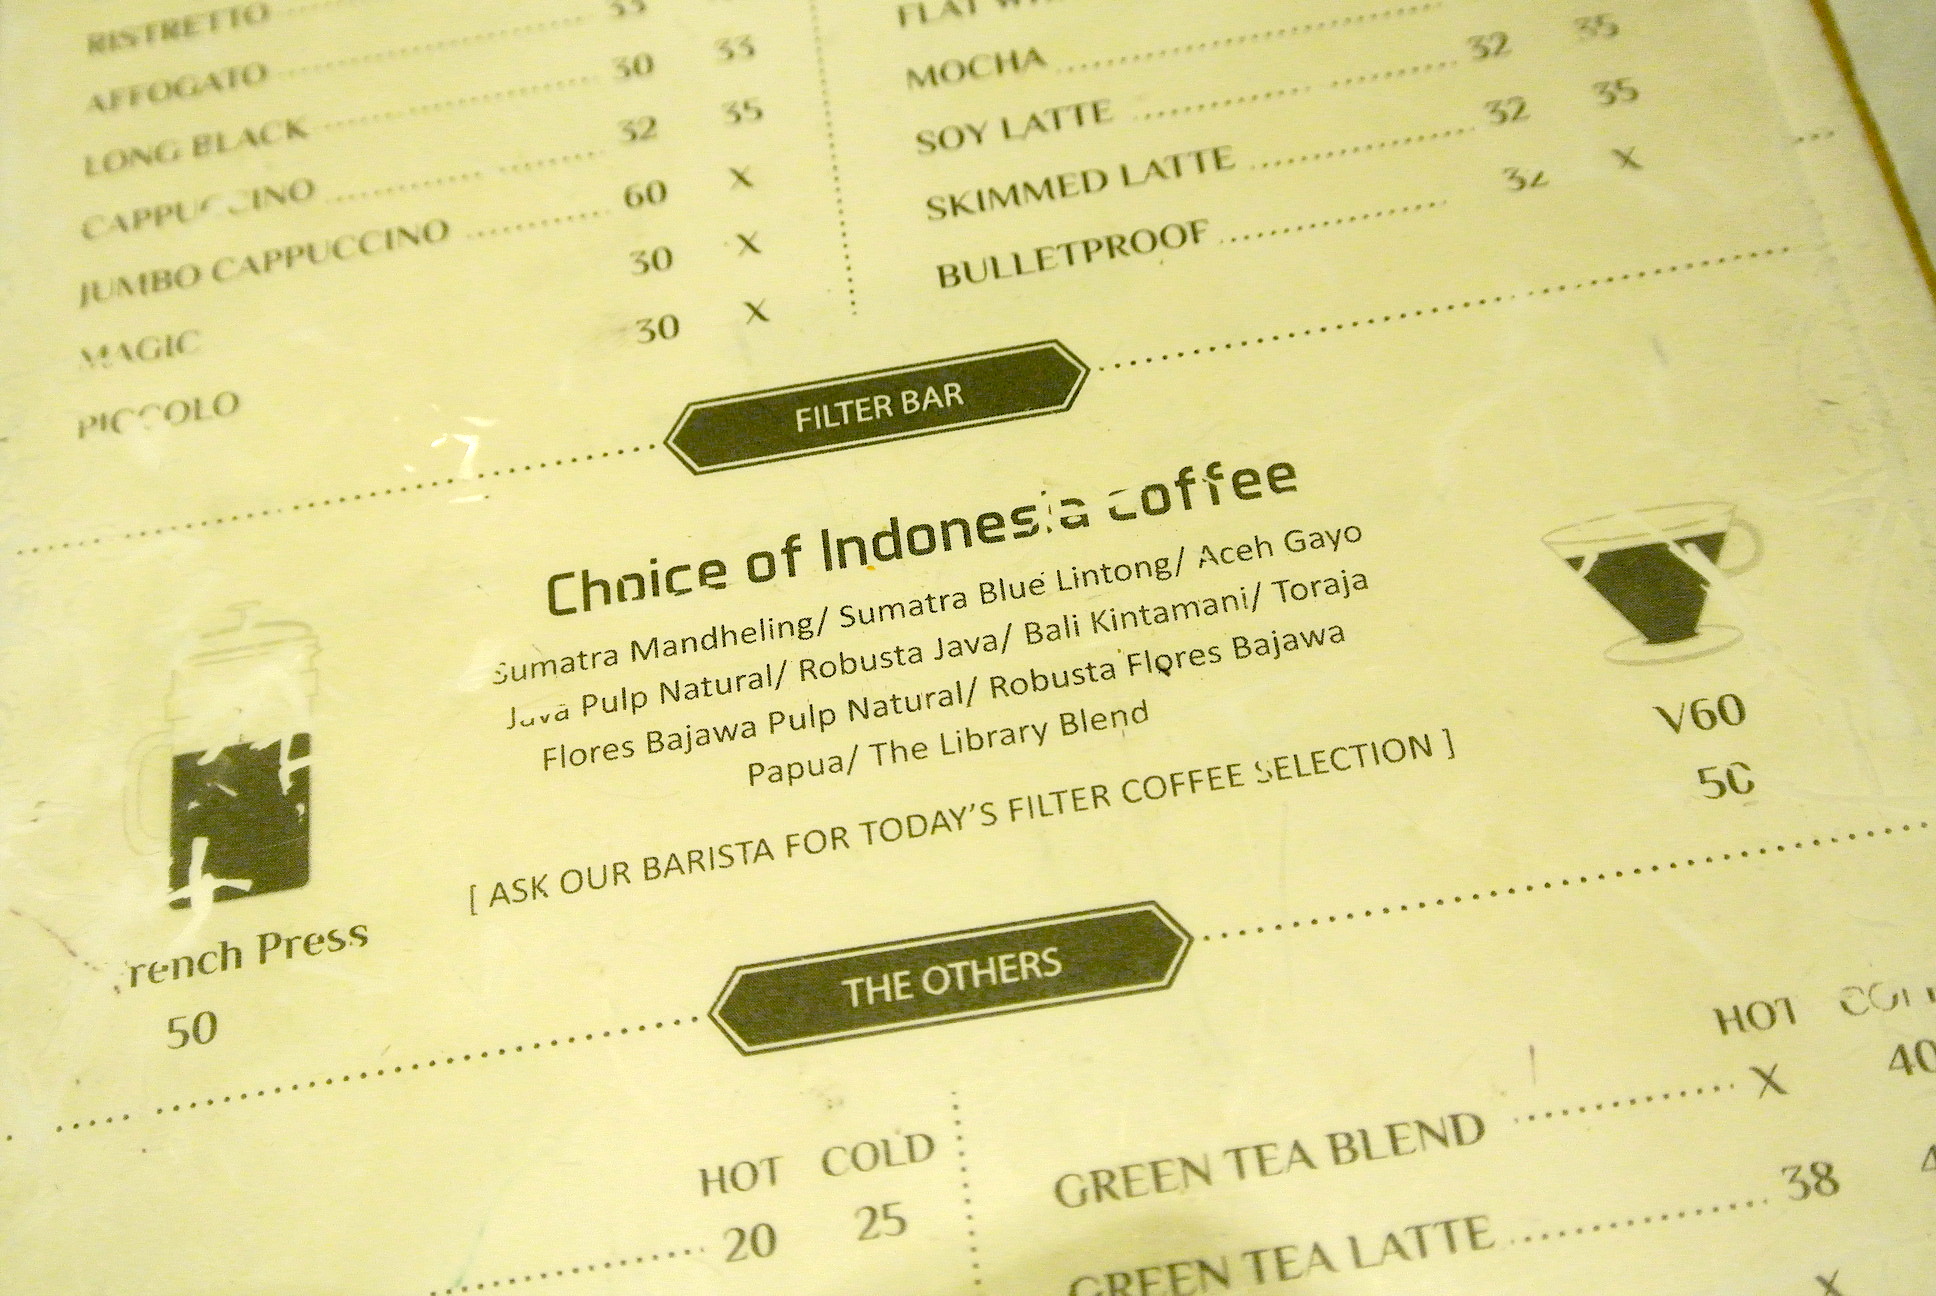 RISTRETTO
AFFOGATO 33
LONG BLACK 30 33
CAPPUCCINO 32 35
JUMBO CAPPUCCINO 60 X
MAGIC 30 X
PICCOLO 30 X
FLAT
MOCHA
SOY LATTE 32 35
SKIMMED LATTE 32 35
BULLETPROOF 32 X
FILTER BAR
Choice of Indonesia coffee
Sumatra Mandheling/ Sumatra Blue Lintong/ Aceh Gayo
Java Pulp Natural/ Robusta Java/ Bali Kintamani/ Toraja
Flores Bajawa Pulp Natural/ Robusta Flores Bajawa
Papua/ The Library Blend
[ ASK OUR BARISTA FOR TODAY'S FILTER COFFEE SELECTION ]
French Press
50
V60
50
THE OTHERS
HOT COLD
20 25
HOT COLD
GREEN TEA BLEND X 40
GREEN TEA LATTE 38
X